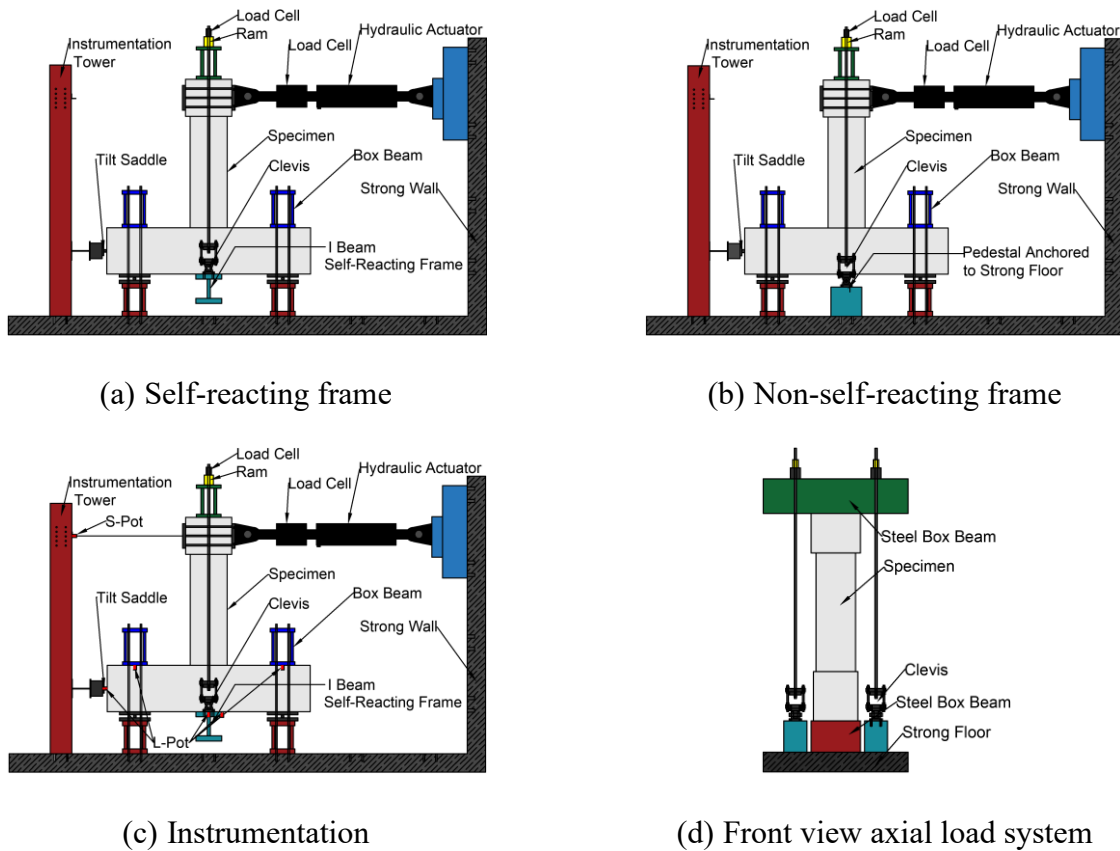 Load Cell
Ram
Hydraulic Actuator
Instrumentation
Tower
Load Cell
Specimen
Tilt Saddle
Box Beam
Clevis
Strong Wall
I Beam
Self-Reacting Frame
(a) Self-reacting frame
Load Cell
Ram
Hydraulic Actuator
Instrumentation
Tower
Load Cell
Specimen
Tilt Saddle
Box Beam
Clevis
Strong Wall
Pedestal Anchored
to Strong Floor
(b) Non-self-reacting frame
Load Cell
Ram
Hydraulic Actuator
Instrumentation
Tower
Load Cell
S-Pot
Specimen
Tilt Saddle
Box Beam
Clevis
Strong Wall
I Beam
Self-Reacting Frame
L-Pot
(c) Instrumentation
Steel Box Beam
Specimen
Clevis
Steel Box Beam
Strong Floor
(d) Front view axial load system